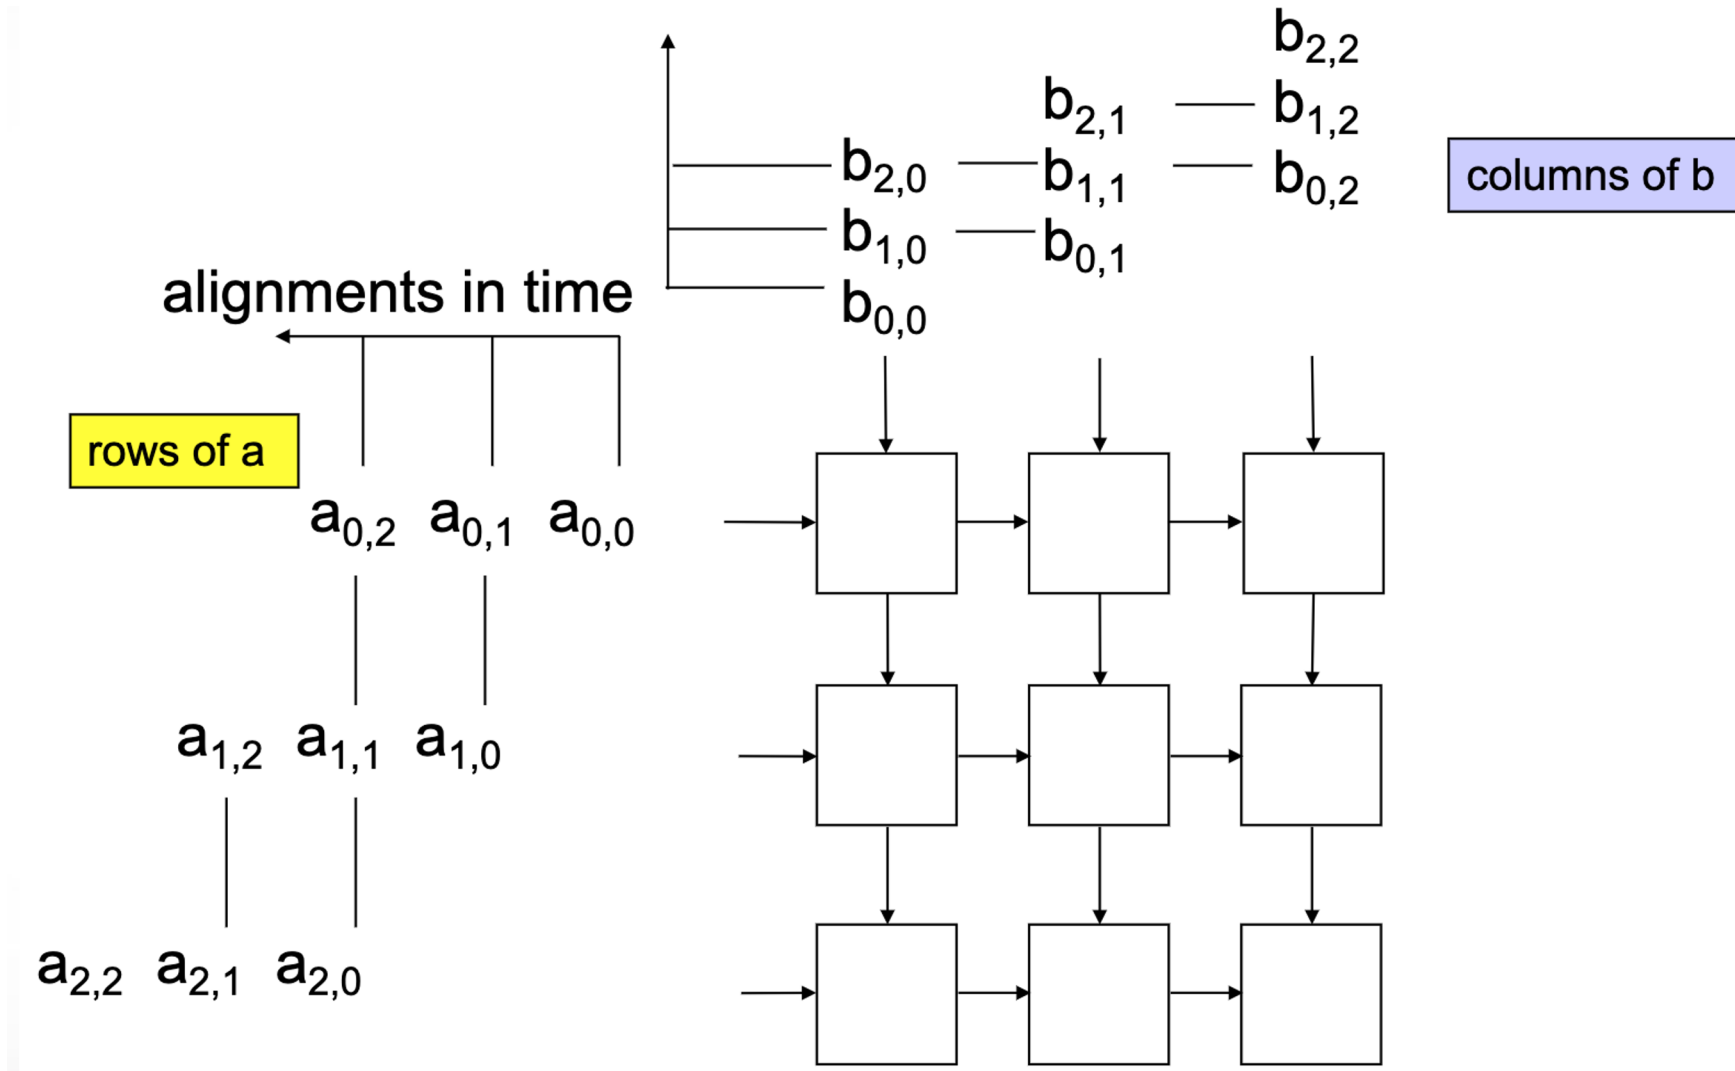 b2,2
b2,1 b1,2
b2,0 b1,1 b0,2
columns of b
b1,0 b0,1
alignments in time
b0,0
rows of a
a0,2 a0,1 a0,0
a1,2 a1,1 a1,0
a2,2 a2,1 a2,0